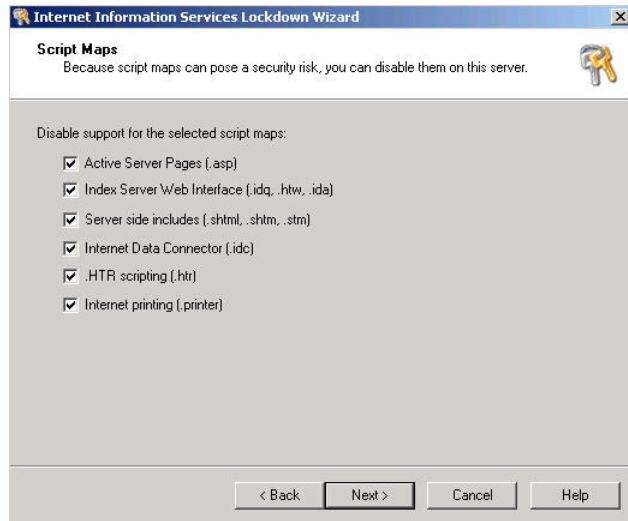 Internet Information Services Lockdown Wizard
Script Maps
Because script maps can pose a security risk, you can disable them on this server.
Disable support for the selected script maps:
Active Server Pages (.asp)
Index Server Web Interface (.idq, .htw, .ida)
Server side includes (.shtml, .shtm, .stm)
Internet Data Connector (.idc)
.HTR scripting (.htr)
Internet printing (.printer)
< Back Next > Cancel Help